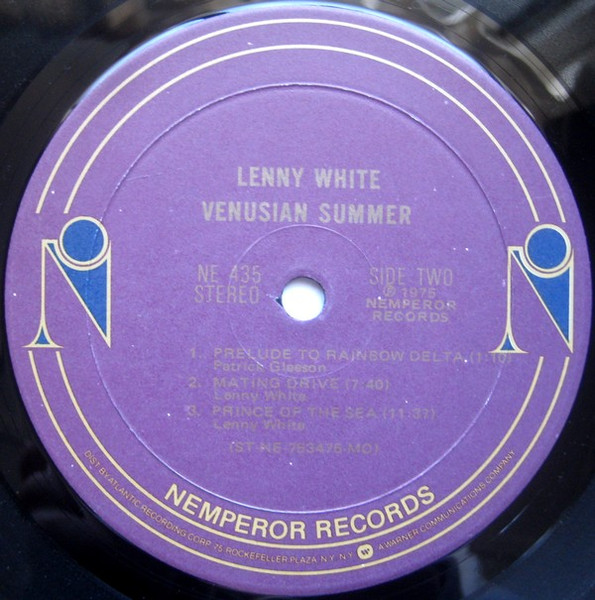 LENNY WHITE
VENUSIAN SUMMER
NE 435
STEREO
SIDE TWO
℗ 1975
NEMPEROR
RECORDS
1. PRELUDE TO RAINBOW DELTA (1:10)
Patrick Gleeson
2. MATING DRIVE (7:40)
Lenny White
3. PRINCE OF THE SEA (11:37)
Lenny White
(ST-NE-753476-MO)
NEMPEROR RECORDS
DIST BY ATLANTIC RECORDING CORP. 75 ROCKEFELLER PLAZA, N.Y. N.Y. A WARNER COMMUNICATIONS COMPANY